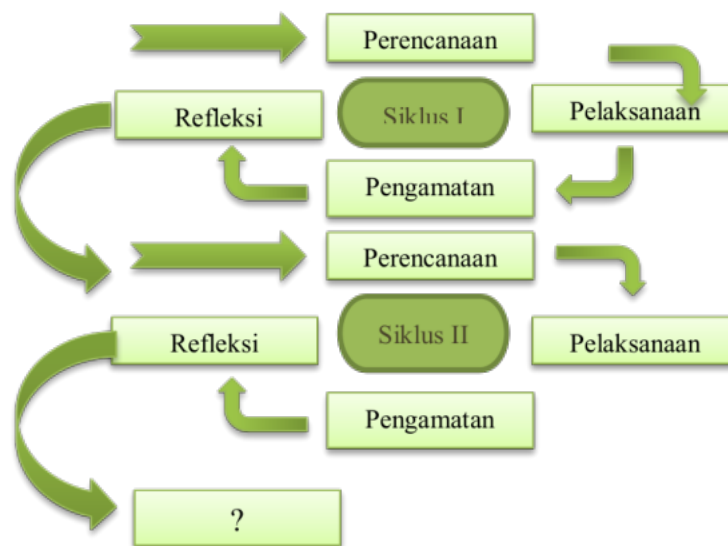 Perencanaan
Refleksi
Siklus I
Pelaksanaan
Pengamatan
Perencanaan
Refleksi
Siklus II
Pelaksanaan
Pengamatan
?